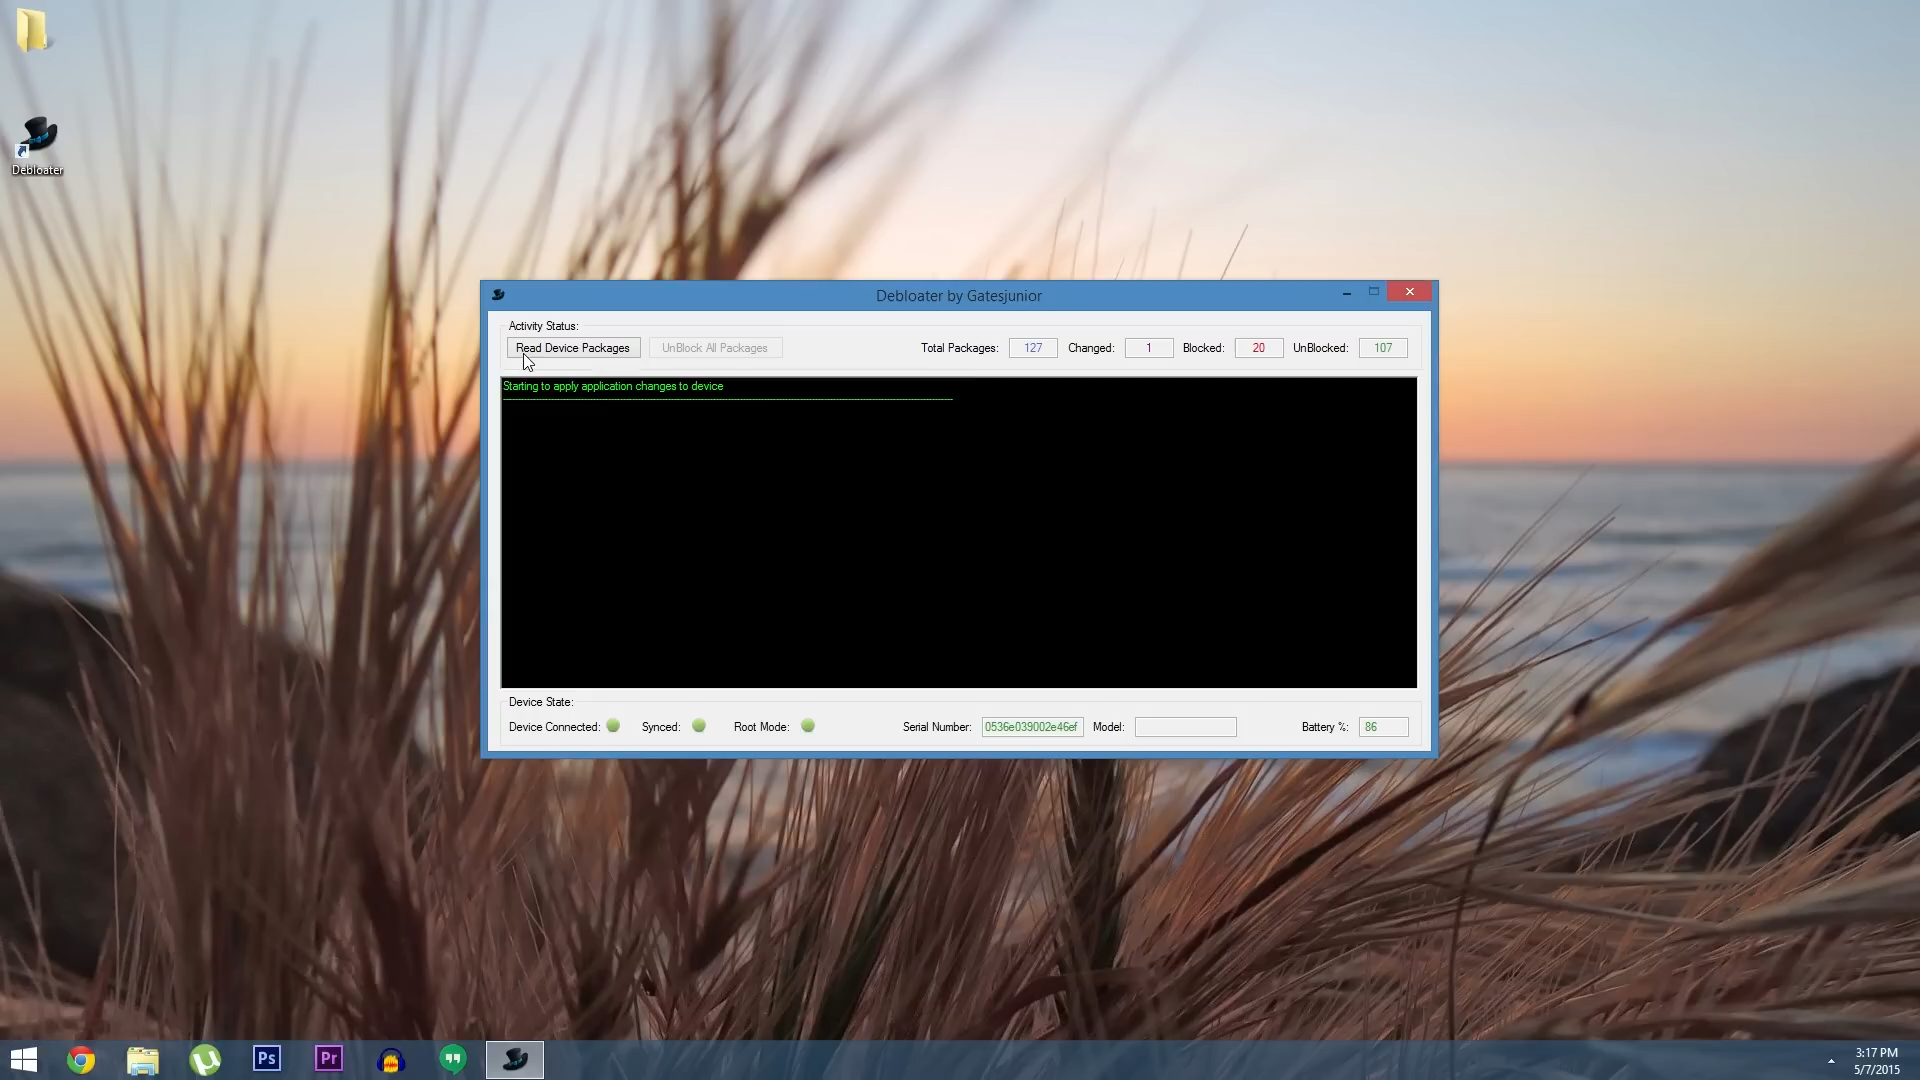 Debloater
Debloater by Gatesjunior
Activity Status:
Read Device Packages UnBlock All Packages Total Packages: 127 Changed: 1 Blocked: 20 UnBlocked: 107
Starting to apply application changes to device
Device State:
Device Connected: Synced: Root Mode: Serial Number: 0536e039002e46ef Model: Battery %: 86
Ps Pr
3:17 PM
5/7/2015